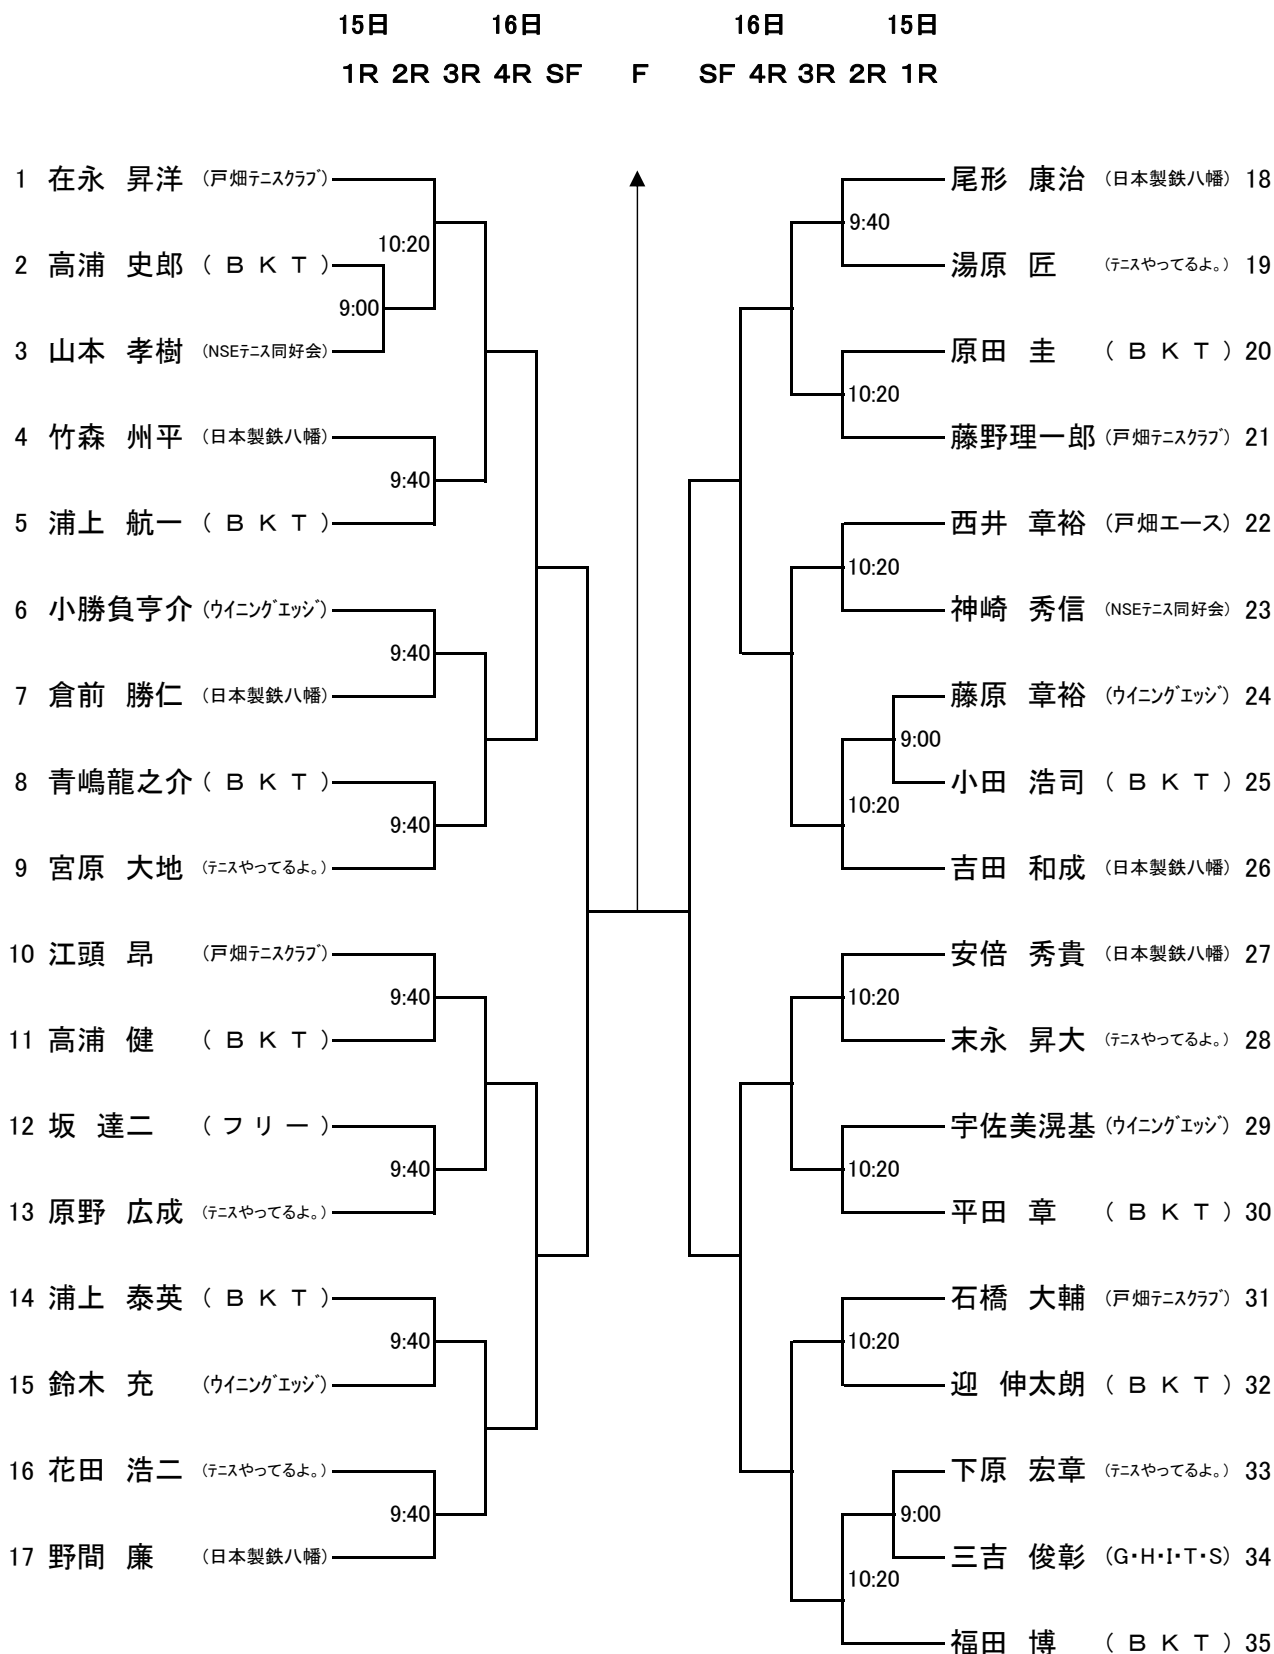 15日 16日 16日 15日
1R 2R 3R 4R SF F SF 4R 3R 2R 1R
1 在永 昇洋 (戸畑テニスクラブ)
10:20
2 高浦 史郎 (BKT)
9:00
3 山本 孝樹 (NSEテニス同好会)
4 竹森 州平 (日本製鉄八幡)
9:40
5 浦上 航一 (BKT)
6 小勝負亨介 (ウイニングエッジ)
9:40
7 倉前 勝仁 (日本製鉄八幡)
8 青嶋龍之介 (BKT)
9:40
9 宮原 大地 (テニスやってるよ。)
10 江頭 昂 (戸畑テニスクラブ)
9:40
11 高浦 健 (BKT)
12 坂 達二 (フリー)
9:40
13 原野 広成 (テニスやってるよ。)
14 浦上 泰英 (BKT)
9:40
15 鈴木 充 (ウイニングエッジ)
16 花田 浩二 (テニスやってるよ。)
9:40
17 野間 廉 (日本製鉄八幡)
尾形 康治 (日本製鉄八幡) 18
9:40
湯原 匠 (テニスやってるよ。) 19
原田 圭 (BKT) 20
10:20
藤野理一郎 (戸畑テニスクラブ) 21
西井 章裕 (戸畑エース) 22
10:20
神崎 秀信 (NSEテニス同好会) 23
藤原 章裕 (ウイニングエッジ) 24
9:00
小田 浩司 (BKT) 25
10:20
吉田 和成 (日本製鉄八幡) 26
安倍 秀貴 (日本製鉄八幡) 27
10:20
末永 昇大 (テニスやってるよ。) 28
宇佐美滉基 (ウイニングエッジ) 29
10:20
平田 章 (BKT) 30
石橋 大輔 (戸畑テニスクラブ) 31
10:20
迎 伸太朗 (BKT) 32
下原 宏章 (テニスやってるよ。) 33
9:00
三吉 俊彰 (G・H・I・T・S) 34
10:20
福田 博 (BKT) 35